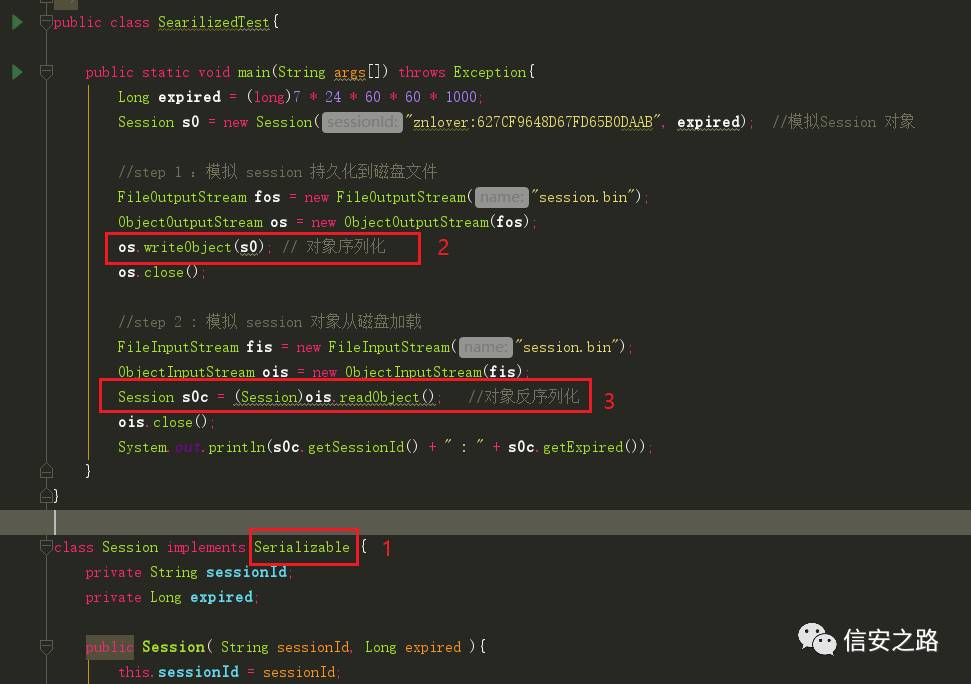 public class SearilizedTest{
public static void main(String args[]) throws Exception{
Long expired = (long)7 * 24 * 60 * 60 * 1000;
Session s0 = new Session( sessionId: "znlover:627CF9648D67FD65B0DAAB", expired); //模拟Session 对象
//step 1 : 模拟 session 持久化到磁盘文件
FileOutputStream fos = new FileOutputStream( name: "session.bin");
ObjectOutputStream os = new ObjectOutputStream(fos);
os.writeObject(s0); // 对象序列化 2
os.close();
//step 2 : 模拟 session 对象从磁盘加载
FileInputStream fis = new FileInputStream( name: "session.bin");
ObjectInputStream ois = new ObjectInputStream(fis);
Session s0c = (Session)ois.readObject(); //对象反序列化 3
ois.close();
System.out.println(s0c.getSessionId() + " : " + s0c.getExpired());
}
}
class Session implements Serializable { 1
private String sessionId;
private Long expired;
public Session( String sessionId, Long expired ){
this.sessionId = sessionId;
信安之路